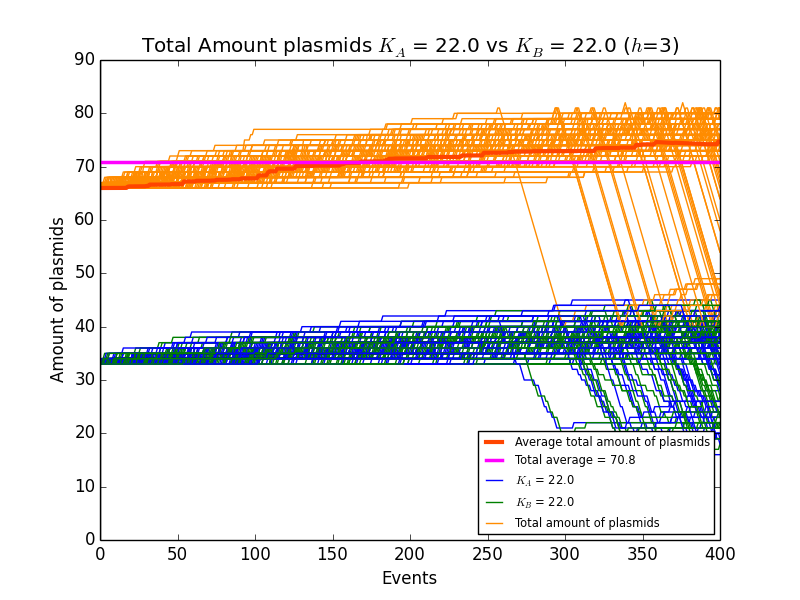 Total Amount plasmids K_A = 22.0 vs K_B = 22.0 (h=3)
90
80
70
60
50
40
30
20
10
0
Amount of plasmids
Average total amount of plasmids
Total average = 70.8
K_A = 22.0
K_B = 22.0
Total amount of plasmids
0 50 100 150 200 250 300 350 400
Events